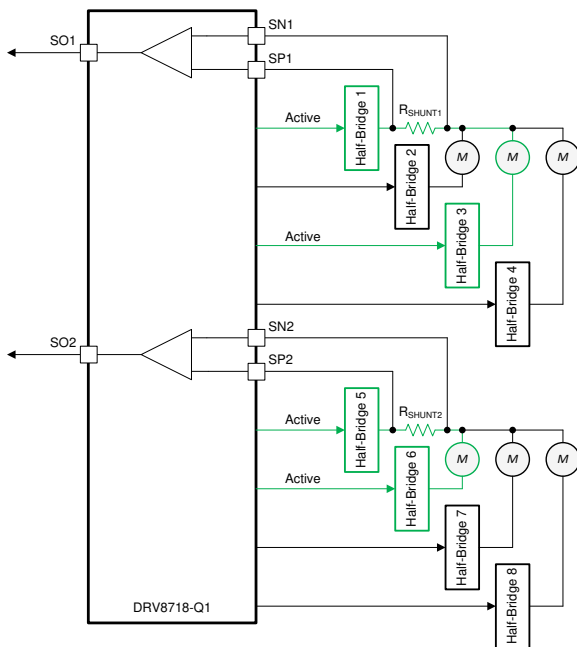 SO1
SN1
SP1
Active
Half-Bridge 1
RSHUNT1
Half-Bridge 2
M
M
M
Active
Half-Bridge 3
Half-Bridge 4
SO2
SN2
SP2
Active
Half-Bridge 5
RSHUNT2
Active
Half-Bridge 6
M
M
M
Half-Bridge 7
Half-Bridge 8
DRV8718-Q1